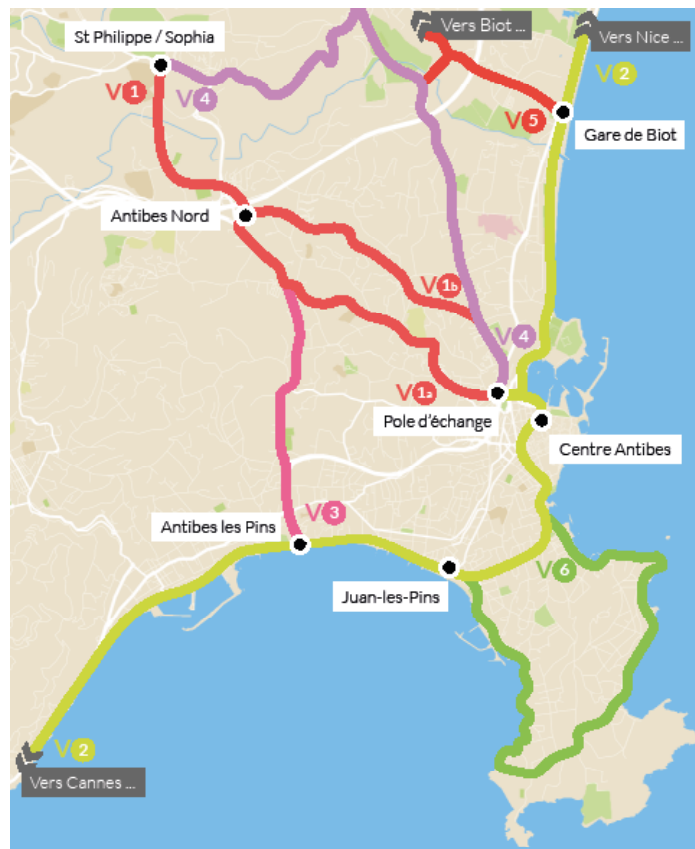 St Philippe / Sophia
Vers Biot ...
Vers Nice ...
V2
V1
V4
V5
Gare de Biot
Antibes Nord
V1b
V4
V1a
Pole d'échange
Centre Antibes
V3
Antibes les Pins
V6
Juan-les-Pins
V2
Vers Cannes ...